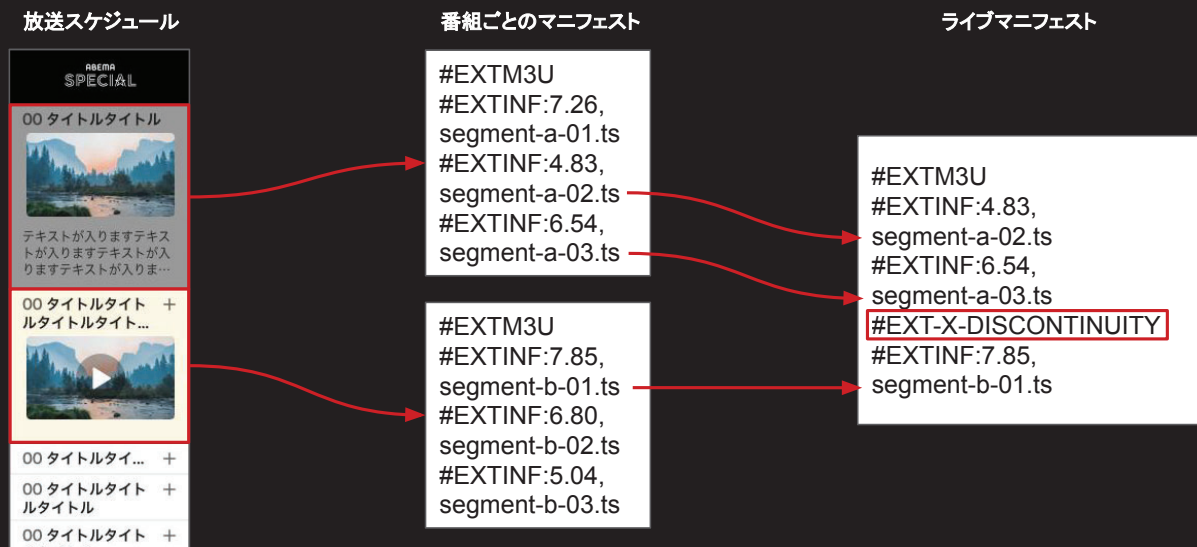 放送スケジュール
ABEMA
SPECIAL
00 タイトルタイトル
テキストが入りますテキス
トが入りますテキストが入
りますテキストが入りま…
00 タイトルタイト +
ルタイトルタイト...
00 タイトルタイ... +
00 タイトルタイト +
ルタイトル
00 タイトルタイト +
番組ごとのマニフェスト
#EXTM3U
#EXTINF:7.26,
segment-a-01.ts
#EXTINF:4.83,
segment-a-02.ts
#EXTINF:6.54,
segment-a-03.ts
#EXTM3U
#EXTINF:7.85,
segment-b-01.ts
#EXTINF:6.80,
segment-b-02.ts
#EXTINF:5.04,
segment-b-03.ts
ライブマニフェスト
#EXTM3U
#EXTINF:4.83,
segment-a-02.ts
#EXTINF:6.54,
segment-a-03.ts
#EXT-X-DISCONTINUITY
#EXTINF:7.85,
segment-b-01.ts